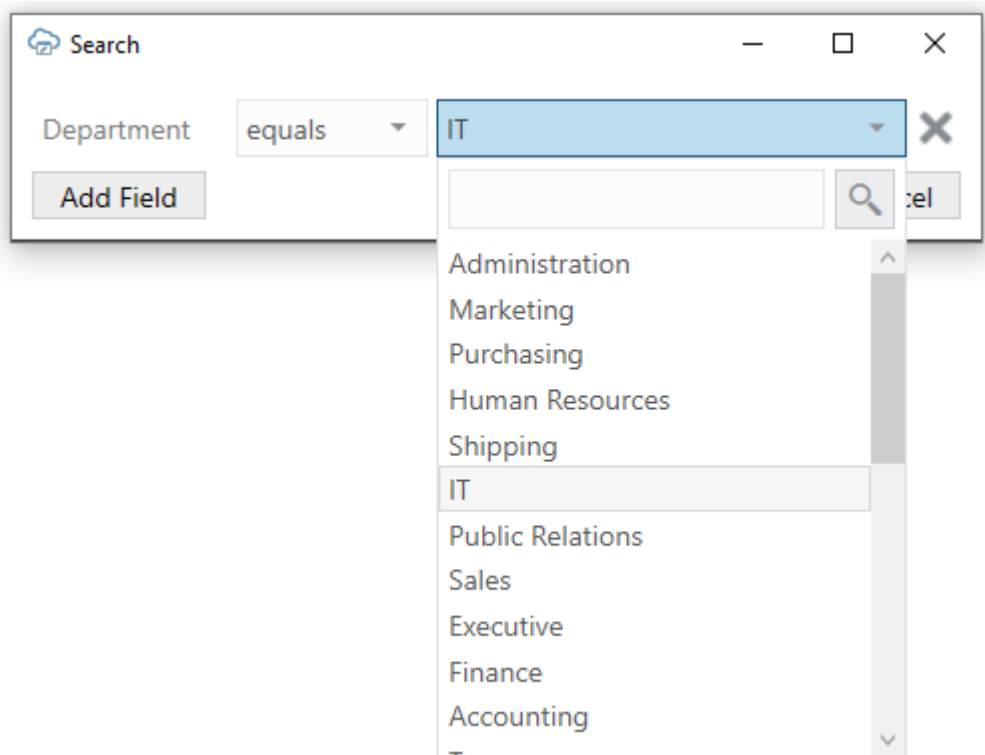 Search
Department equals IT
Add Field cel
Administration
Marketing
Purchasing
Human Resources
Shipping
IT
Public Relations
Sales
Executive
Finance
Accounting